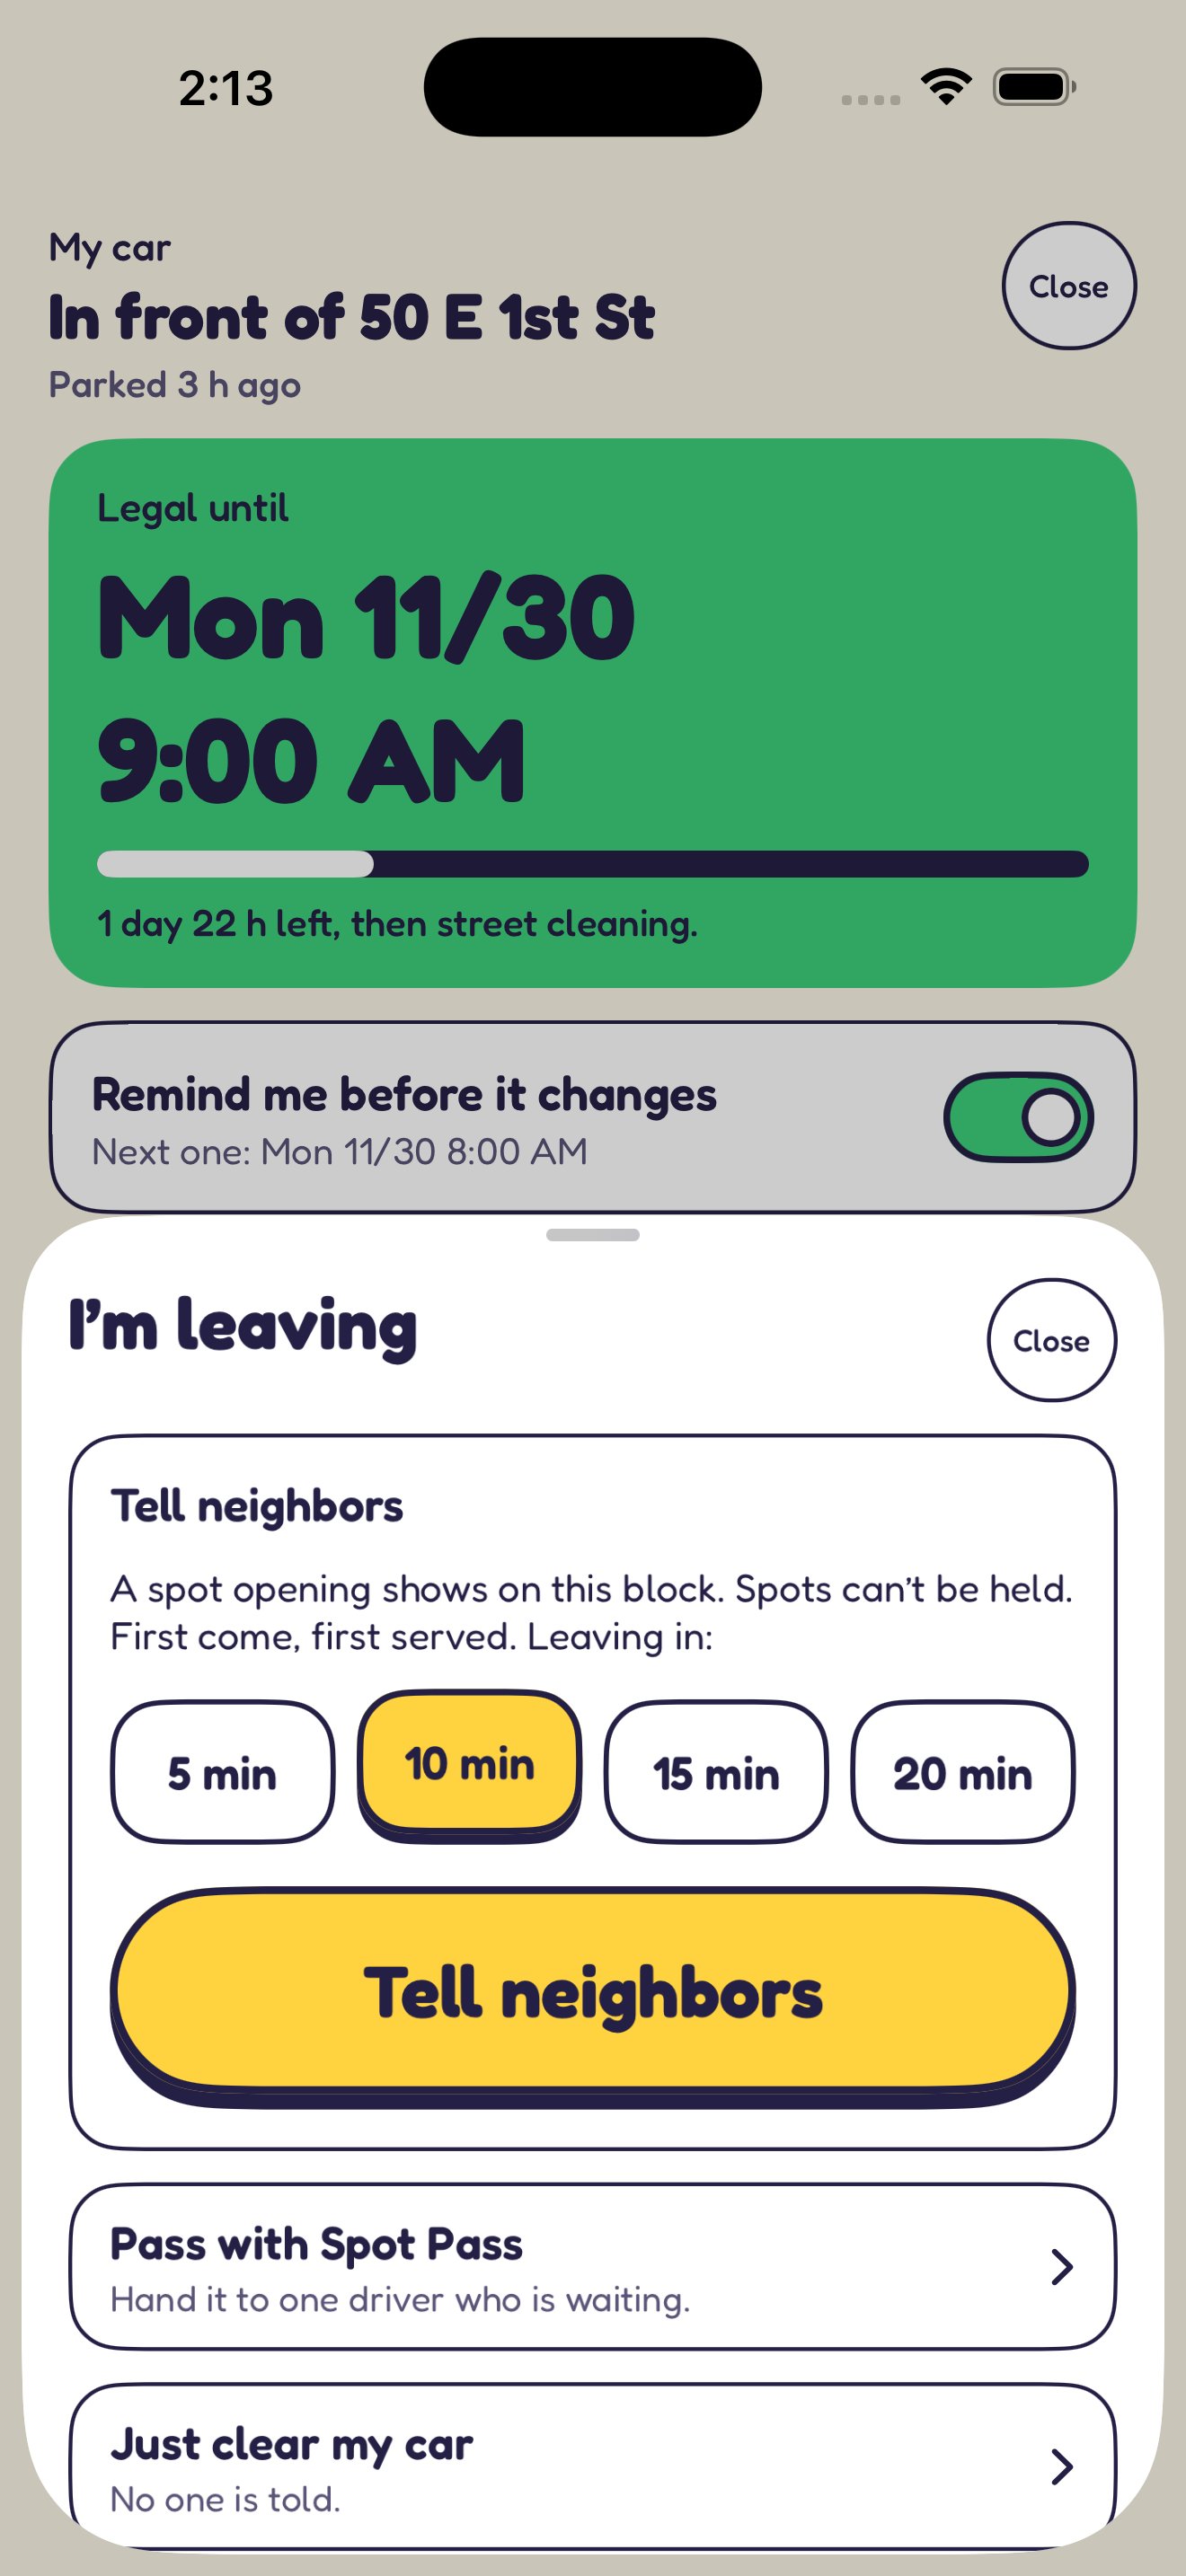 2:13
My car
In front of 50 E 1st St
Parked 3 h ago
Close
Legal until
Mon 11/30
9:00 AM
1 day 22 h left, then street cleaning.
Remind me before it changes
Next one: Mon 11/30 8:00 AM
I’m leaving
Close
Tell neighbors
A spot opening shows on this block. Spots can’t be held.
First come, first served. Leaving in:
5 min
10 min
15 min
20 min
Tell neighbors
Pass with Spot Pass
Hand it to one driver who is waiting.
Just clear my car
No one is told.